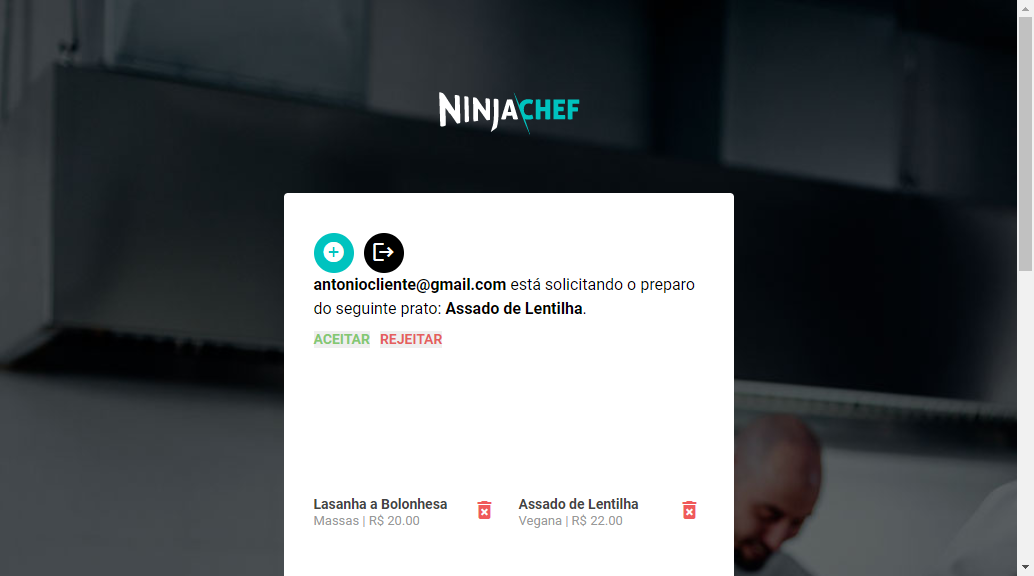 NINJACHEF
antoniocliente@gmail.com está solicitando o preparo
do seguinte prato: Assado de Lentilha.
ACEITAR REJEITAR
Lasanha a Bolonhesa
Massas | R$ 20.00
Assado de Lentilha
Vegana | R$ 22.00